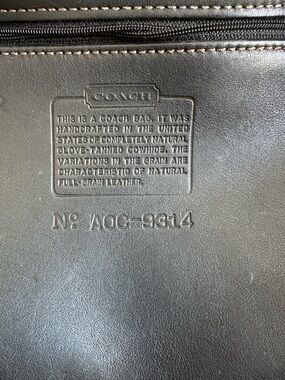 COACH
THIS IS A COACH BAG. IT WAS
HANDCRAFTED IN THE UNITED
STATES OF COMPLETELY NATURAL
GLOVE-TANNED COWHIDE. THE
VARIATIONS IN THE GRAIN ARE
CHARACTERISTIC OF NATURAL
FULL-GRAIN LEATHER.
Nº AOC-9314